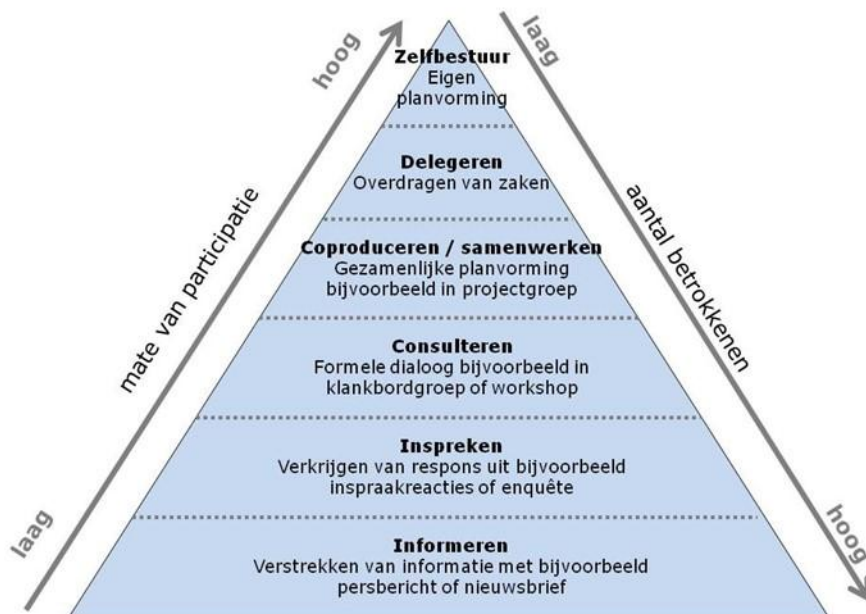 hoog
laag
Zelfbestuur
Eigen
planvorming
Delegeren
Overdragen van zaken
mate van participatie
aantal betrokkenen
Coproduceren / samenwerken
Gezamenlijke planvorming
bijvoorbeeld in projectgroep
Consulteren
Formele dialoog bijvoorbeeld in
klankbordgroep of workshop
Inspreken
Verkrijgen van respons uit bijvoorbeeld
inspraakreacties of enquête
laag
hoog
Informeren
Verstrekken van informatie met bijvoorbeeld
persbericht of nieuwsbrief